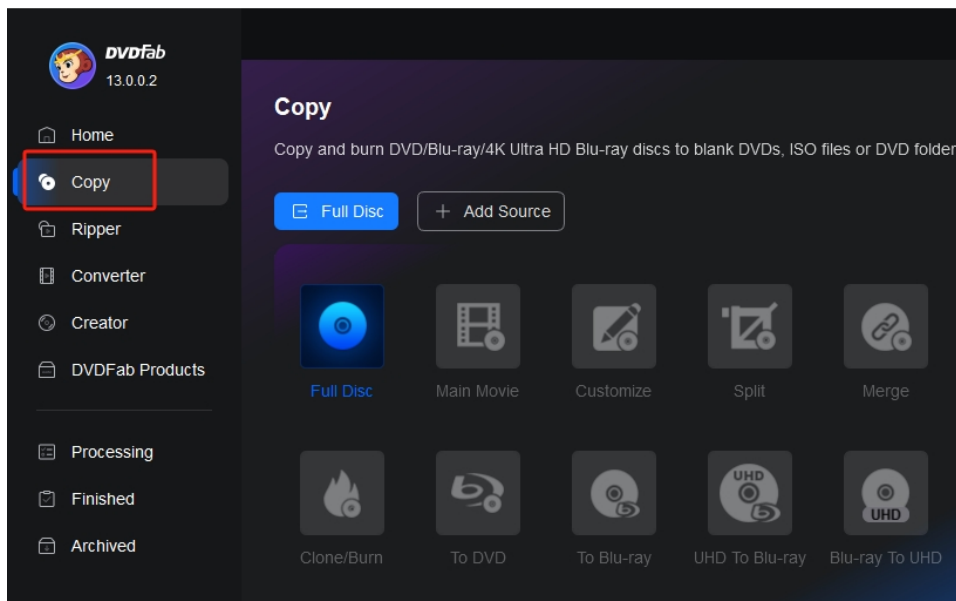 DVDFab
13.0.0.2
Home
Copy
Ripper
Converter
Creator
DVDFab Products
Processing
Finished
Archived
Copy
Copy and burn DVD/Blu-ray/4K Ultra HD Blu-ray discs to blank DVDs, ISO files or DVD folder
Full Disc
Add Source
Full Disc
Main Movie
Customize
Split
Merge
UHD
UHD
Clone/Burn
To DVD
To Blu-ray
UHD To Blu-ray
Blu-ray To UHD